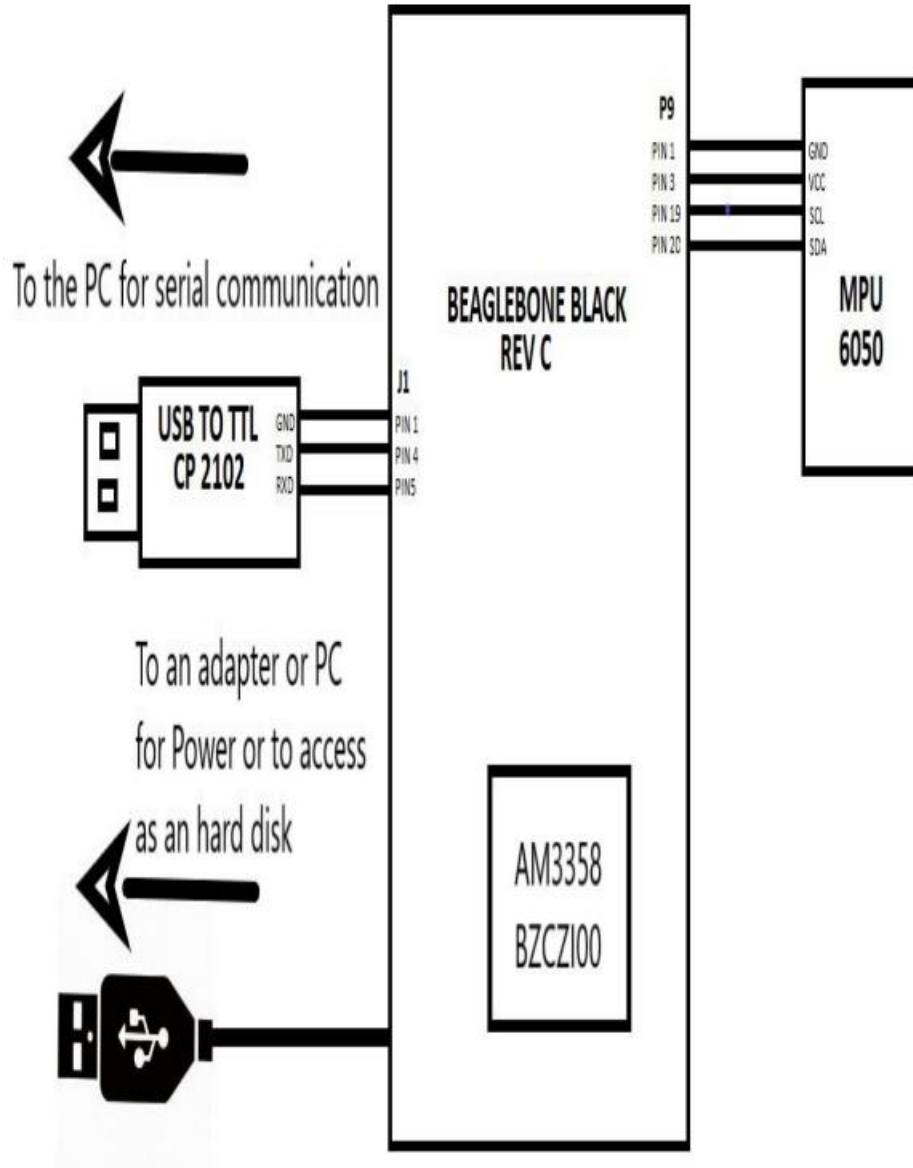 P9
PIN 1
PIN 3
PIN 19
PIN 20
GND
VCC
SCL
SDA
MPU
6050
To the PC for serial communication
BEAGLEBONE BLACK
REV C
J1
PIN 1
PIN 4
PIN5
USB TO TTL
CP 2102
GND
TXD
RXD
To an adapter or PC
for Power or to access
as an hard disk
AM3358
BZCZI00